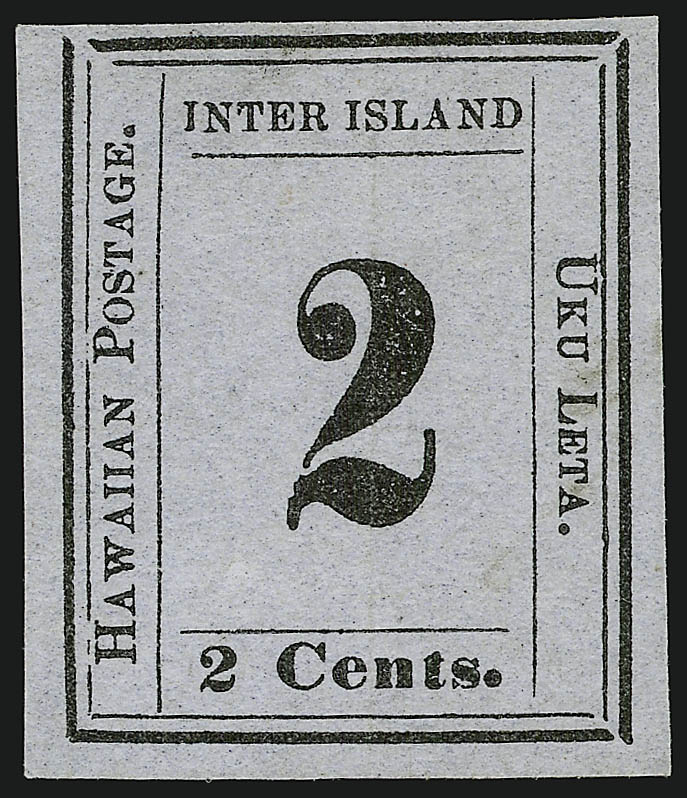 INTER ISLAND
HAWAIIAN POSTAGE.
2
UKU LETA.
2 Cents.